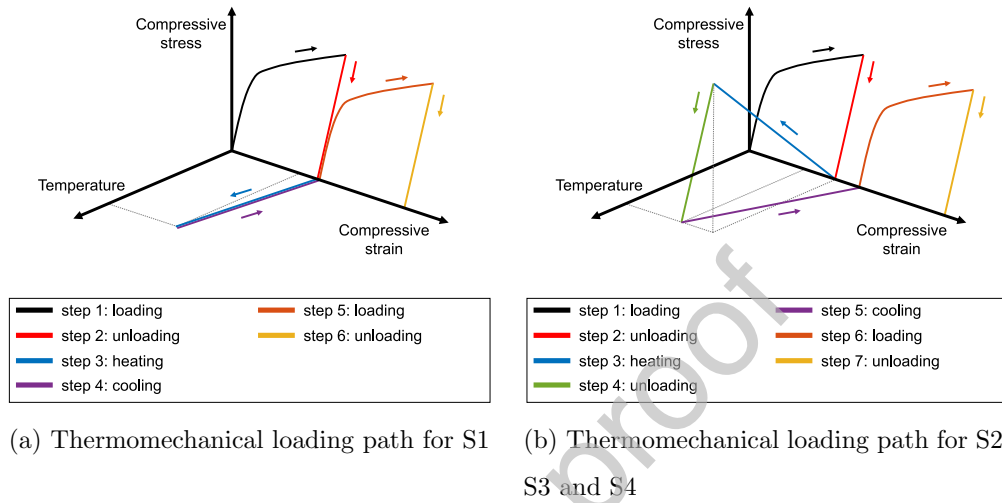 Compressive
stress
Temperature
Compressive
strain
step 1: loading
step 2: unloading
step 3: heating
step 4: cooling
step 5: loading
step 6: unloading
(a) Thermomechanical loading path for S1
Compressive
stress
Temperature
Compressive
strain
step 1: loading
step 2: unloading
step 3: heating
step 4: unloading
step 5: cooling
step 6: loading
step 7: unloading
(b) Thermomechanical loading path for S2
S3 and S4
proof